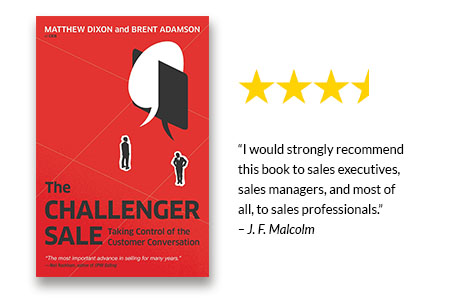 MATTHEW DIXON and BRENT ADAMSON
The
CHALLENGER
SALE
Taking Control of the
Customer Conversation
"The most important advance in selling for many years."
“I would strongly recommend
this book to sales executives,
sales managers, and most of
all, to sales professionals.”
– J. F. Malcolm